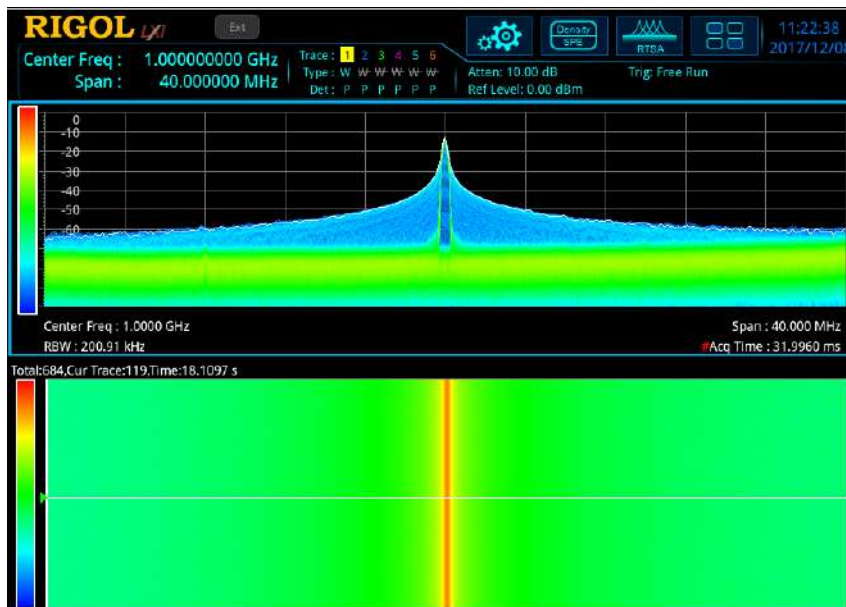 RIGOL LXI Ext
11:22:38
2017/12/08
Density
SPE
RTSA
Center Freq : 1.000000000 GHz
Span : 40.000000 MHz
Trace : 1 2 3 4 5 6
Type : W W W W W W
Det : P P P P P P
Atten: 10.00 dB
Ref Level: 0.00 dBm
Trig: Free Run
0
-10
-20
-30
-40
-50
-60
Center Freq : 1.0000 GHz
Span : 40.000 MHz
RBW : 200.91 kHz
#Acq Time : 31.9960 ms
Total:684,Cur Trace:119,Time:18.1097 s